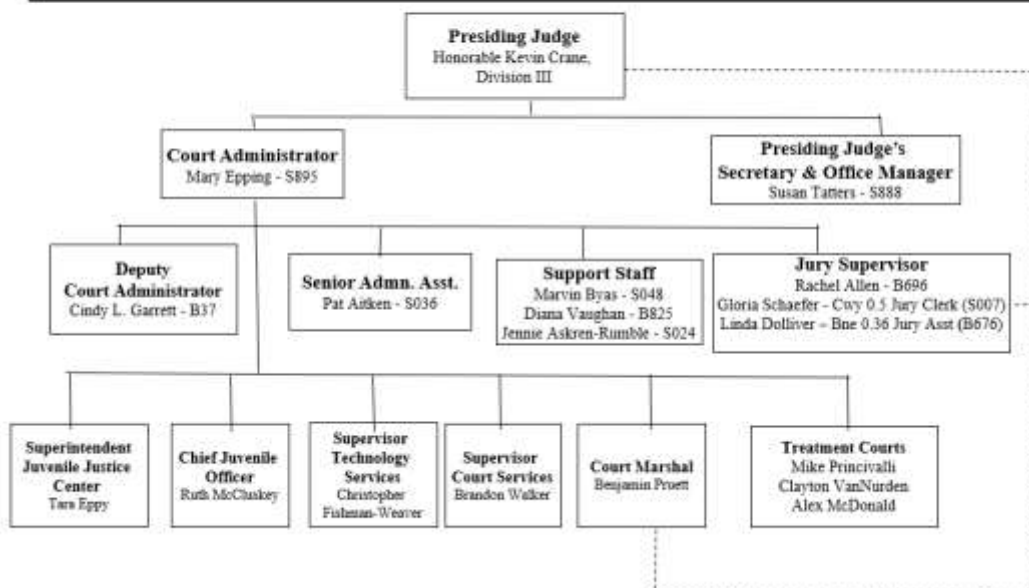 Presiding Judge
Honorable Kevin Crane,
Division III
Court Administrator
Mary Epping - S895
Presiding Judge's
Secretary & Office Manager
Susan Tatters - S888
Deputy
Court Administrator
Cindy L. Garrett - B37
Senior Admn. Asst.
Pat Aitken - S036
Support Staff
Marvin Byas - S048
Diana Vaughan - B825
Jennie Askren-Rumble - S024
Jury Supervisor
Rachel Allen - B696
Gloria Schaefer – Cwy 0.5 Jury Clerk (S007)
Linda Dolliver – Bne 0.36 Jury Asst (B676)
Superintendent
Juvenile Justice
Center
Tara Eppy
Chief Juvenile
Officer
Ruth McCluskey
Supervisor
Technology
Services
Christopher
Fishman-Weaver
Supervisor
Court Services
Brandon Walker
Court Marshal
Benjamin Pruett
Treatment Courts
Mike Princivalli
Clayton VanNurden
Alex McDonald